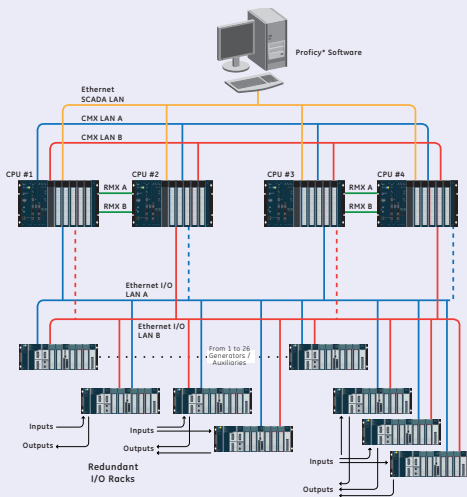 Proficy* Software
Ethernet
SCADA LAN
CMX LAN A
CMX LAN B
CPU #1
CPU #2
CPU #3
CPU #4
RMX A
RMX A
RMX B
RMX B
Ethernet I/O
LAN A
Ethernet I/O
LAN B
From 1 to 26
Generators /
Auxiliories
Inputs
Outputs
Inputs
Outputs
Redundant
I/O Racks
Inputs
Outputs